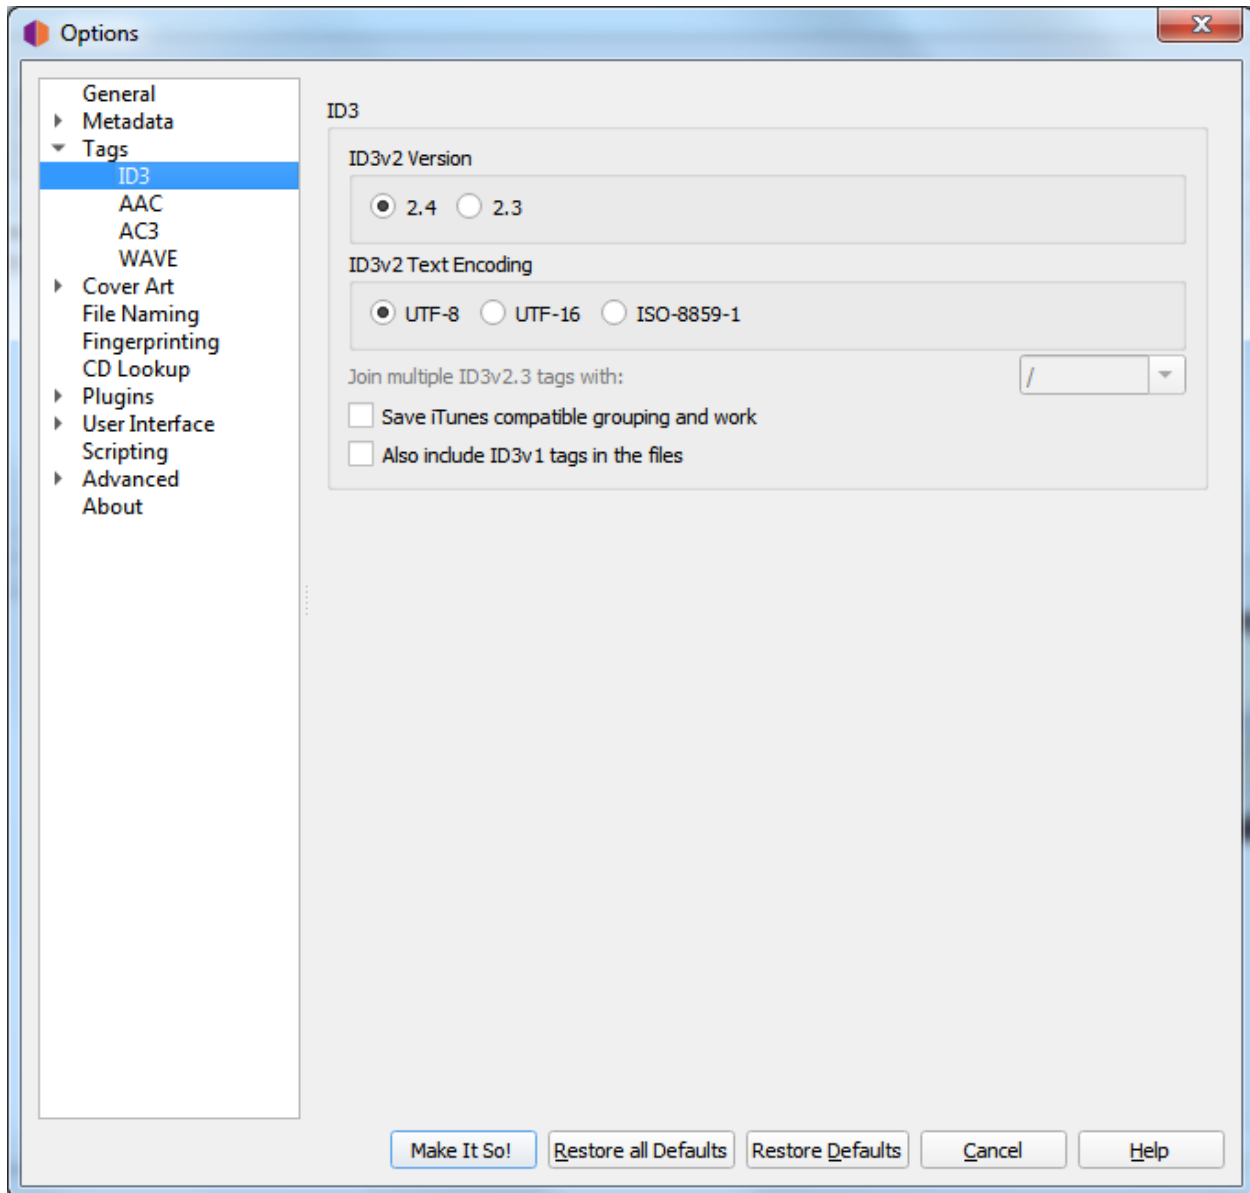 Options
General
Metadata
Tags
ID3
AAC
AC3
WAVE
Cover Art
File Naming
Fingerprinting
CD Lookup
Plugins
User Interface
Scripting
Advanced
About
ID3
ID3v2 Version
2.4 2.3
ID3v2 Text Encoding
UTF-8 UTF-16 ISO-8859-1
Join multiple ID3v2.3 tags with: /
Save iTunes compatible grouping and work
Also include ID3v1 tags in the files
Make It So! Restore all Defaults Restore Defaults Cancel Help